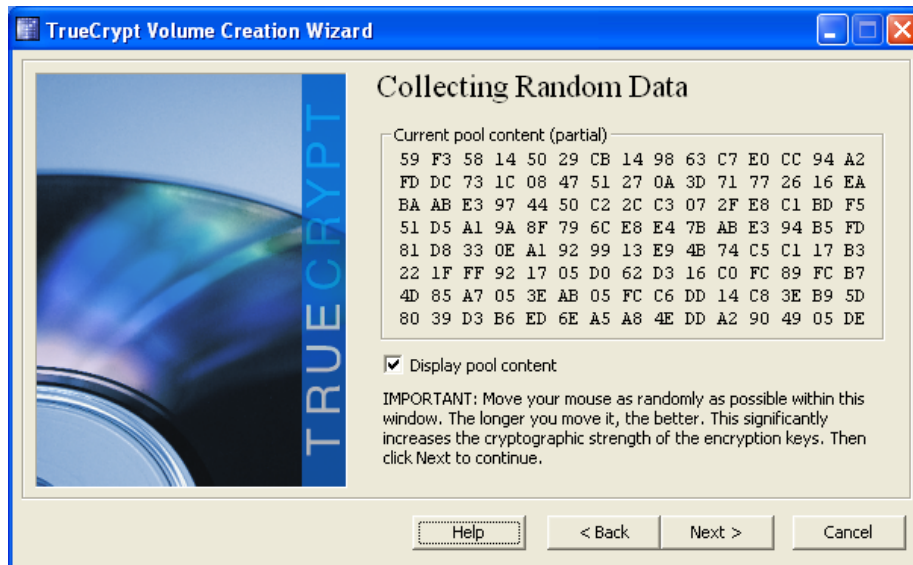 TrueCrypt Volume Creation Wizard
TRUECRYPT
Collecting Random Data
Current pool content (partial)
59 F3 58 14 50 29 CB 14 98 63 C7 E0 CC 94 A2
FD DC 73 1C 08 47 51 27 0A 3D 71 77 26 16 EA
BA AB E3 97 44 50 C2 2C C3 07 2F E8 C1 BD F5
51 D5 A1 9A 8F 79 6C E8 E4 7B AB E3 94 B5 FD
81 D8 33 0E A1 92 99 13 E9 4B 74 C5 C1 17 B3
22 1F FF 92 17 05 D0 62 D3 16 C0 FC 89 FC B7
4D 85 A7 05 3E AB 05 FC C6 DD 14 C8 3E B9 5D
80 39 D3 B6 ED 6E A5 A8 4E DD A2 90 49 05 DE
Display pool content
IMPORTANT: Move your mouse as randomly as possible within this
window. The longer you move it, the better. This significantly
increases the cryptographic strength of the encryption keys. Then
click Next to continue.
Help
< Back
Next >
Cancel